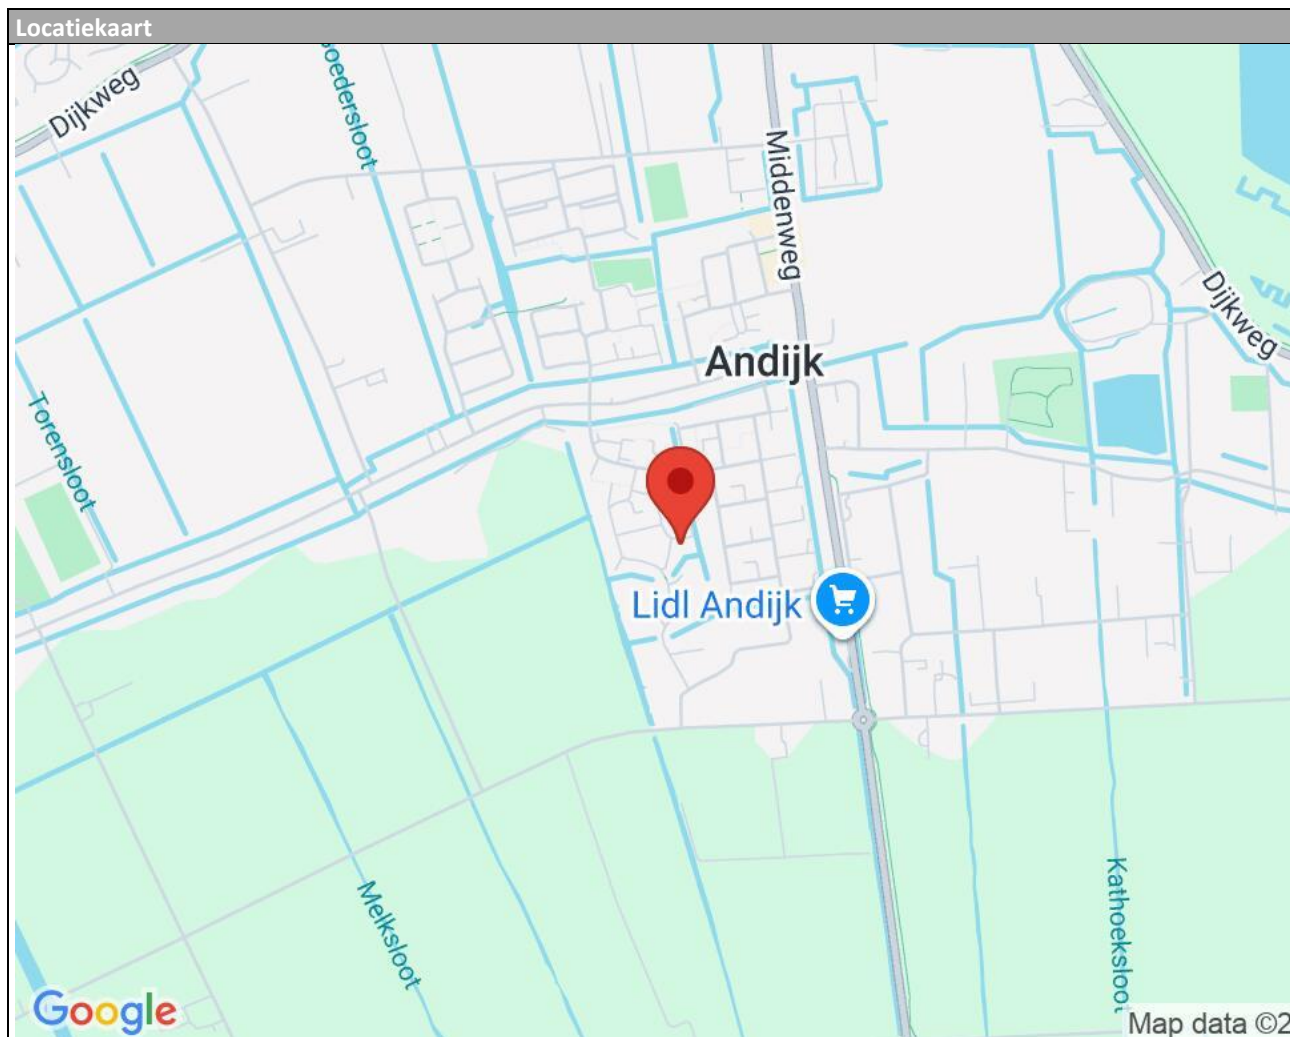 Locatiekaart
Dijkweg
oedersloot
Middenweg
Dijkweg
Andijk
Torensloot
Lidl Andijk
Melksloot
Kathoeksloot
Google
Map data ©2